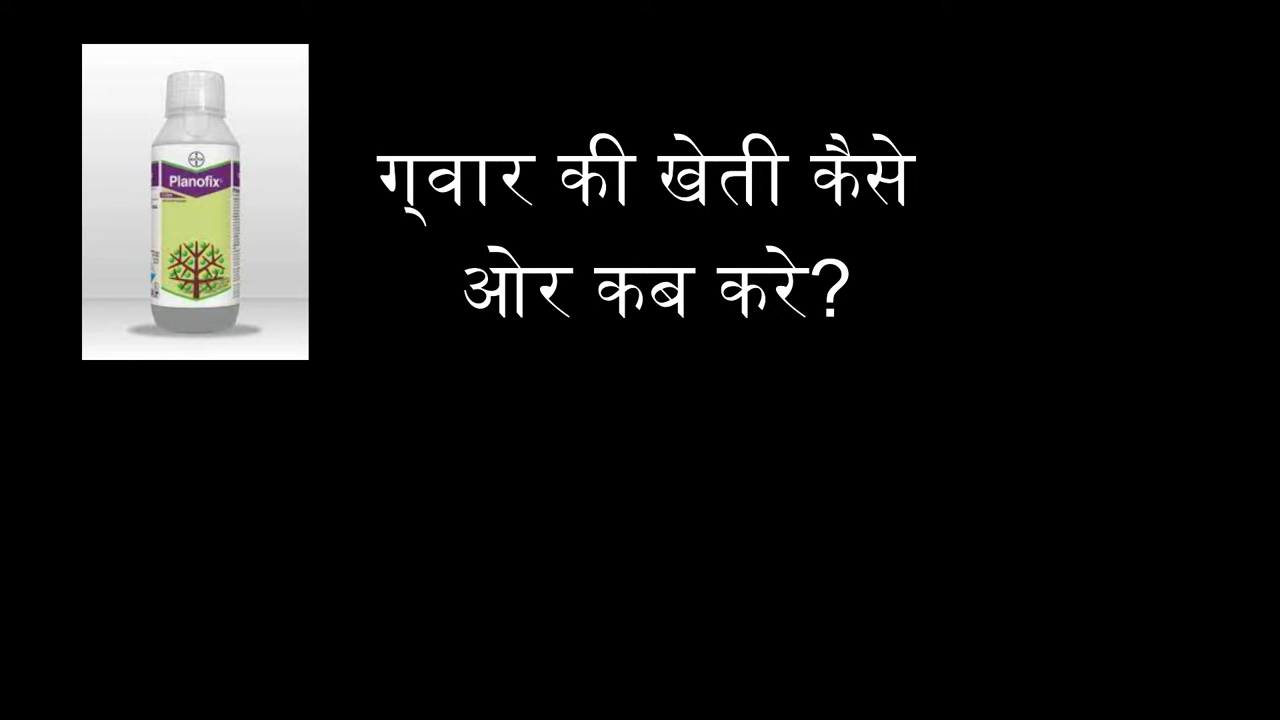 Planofix
ग्वार की खेती कैसे
ओर कब करे?